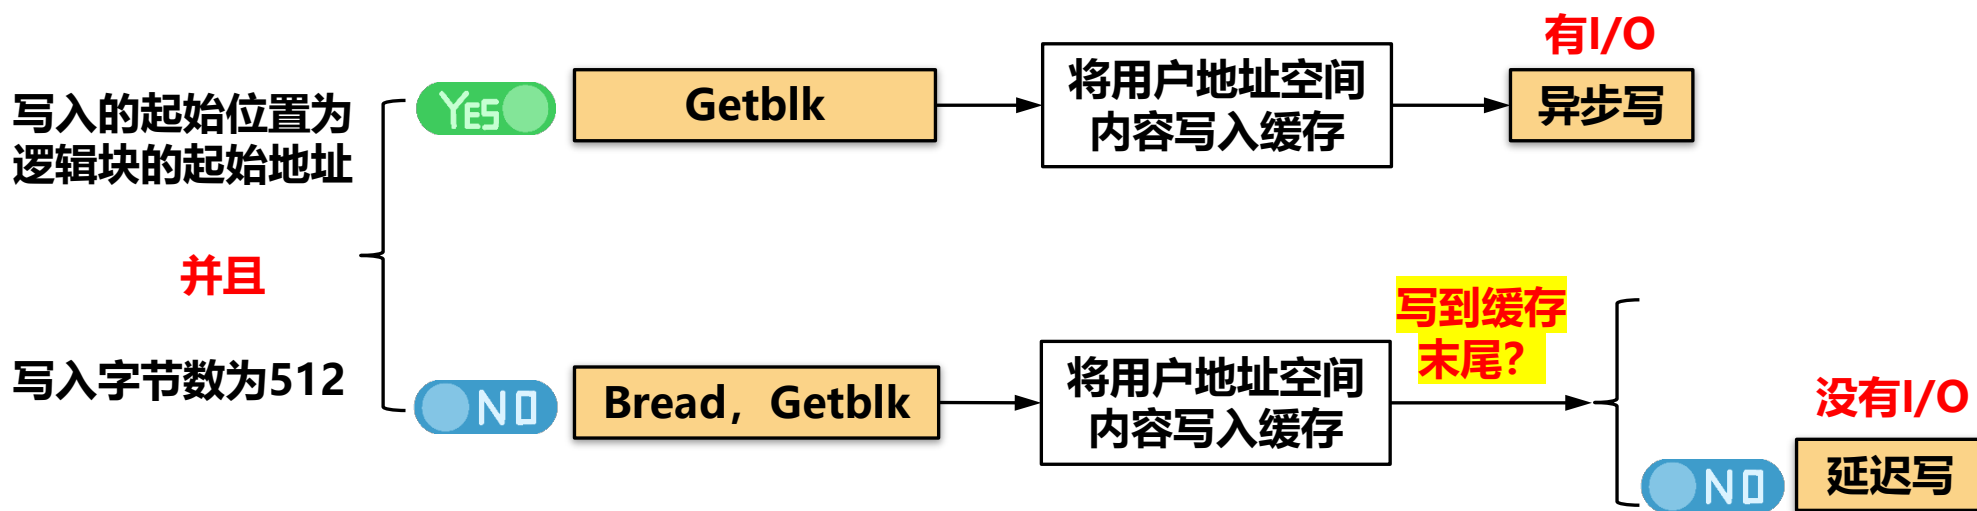 写入的起始位置为
逻辑块的起始地址
并且
写入字节数为512
YES
Getblk
将用户地址空间
内容写入缓存
有I/O
异步写
NO
Bread，Getblk
将用户地址空间
内容写入缓存
写到缓存
末尾？
没有I/O
NO
延迟写